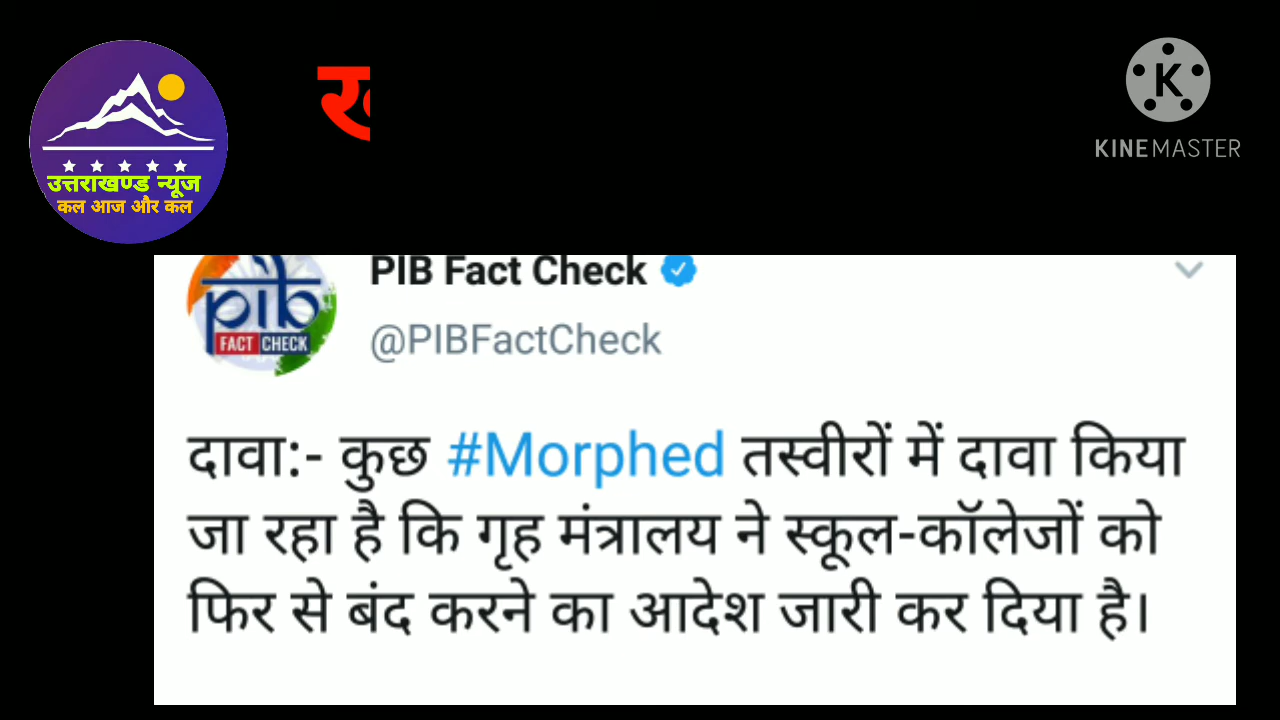 उत्तराखण्ड न्यूज
कल आज और कल
KINEMASTER
pib
FACT CHECK
PIB Fact Check
@PIBFactCheck
दावा:- कुछ #Morphed तस्वीरों में दावा किया
जा रहा है कि गृह मंत्रालय ने स्कूल-कॉलेजों को
फिर से बंद करने का आदेश जारी कर दिया है।